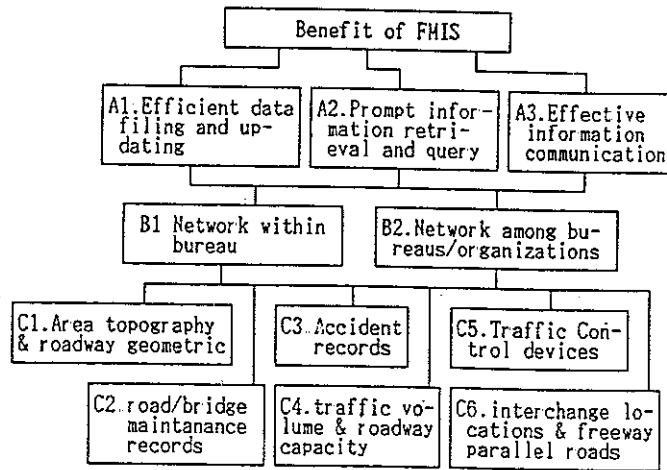 Benefit of FHIS
A1.Efficient data
filing and up-
dating
A2.Prompt infor-
mation retri-
eval and query
A3.Effective
information
communication
B1 Network within
bureau
B2.Network among bu-
reaus/organizations
C1.Area topography
& roadway geometric
C3.Accident
records
C5.Traffic Con-
trol devices
C2.road/bridge
maintanance
records
C4.traffic vo-
lume & roadway
capacity
C6.interchange lo-
cations & freeway
parallel roads